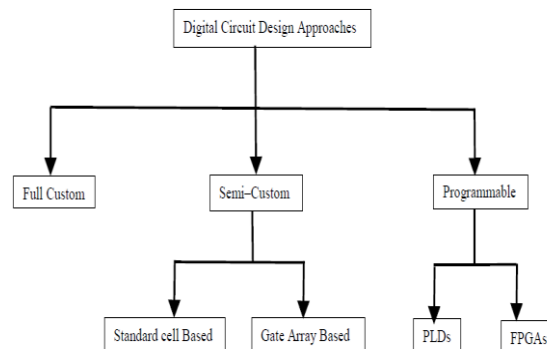 Digital Circuit Design Approaches
Full Custom
Semi–Custom
Programmable
Standard cell Based
Gate Array Based
PLDs
FPGAs